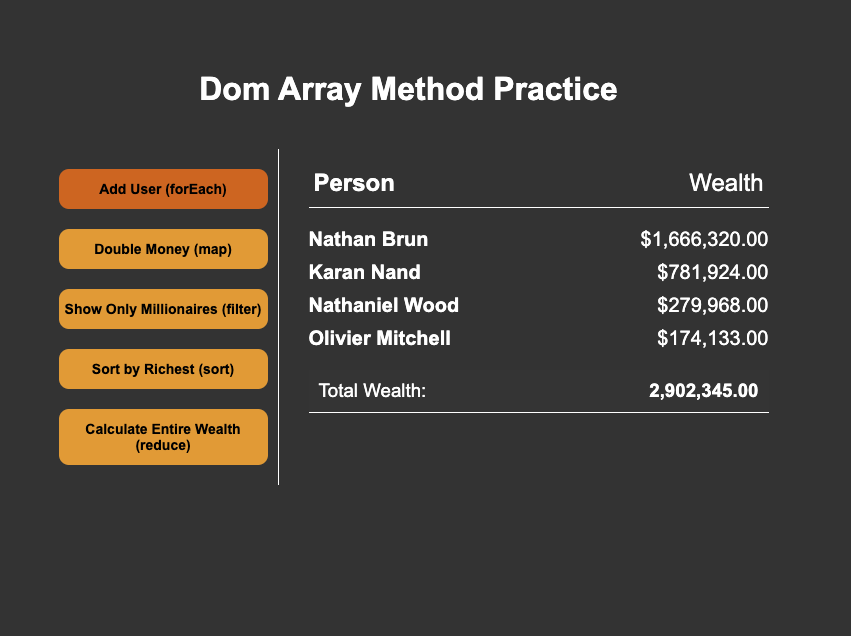 Dom Array Method Practice
Add User (forEach)
Double Money (map)
Show Only Millionaires (filter)
Sort by Richest (sort)
Calculate Entire Wealth
(reduce)
Person Wealth
Nathan Brun $1,666,320.00
Karan Nand $781,924.00
Nathaniel Wood $279,968.00
Olivier Mitchell $174,133.00
Total Wealth: 2,902,345.00